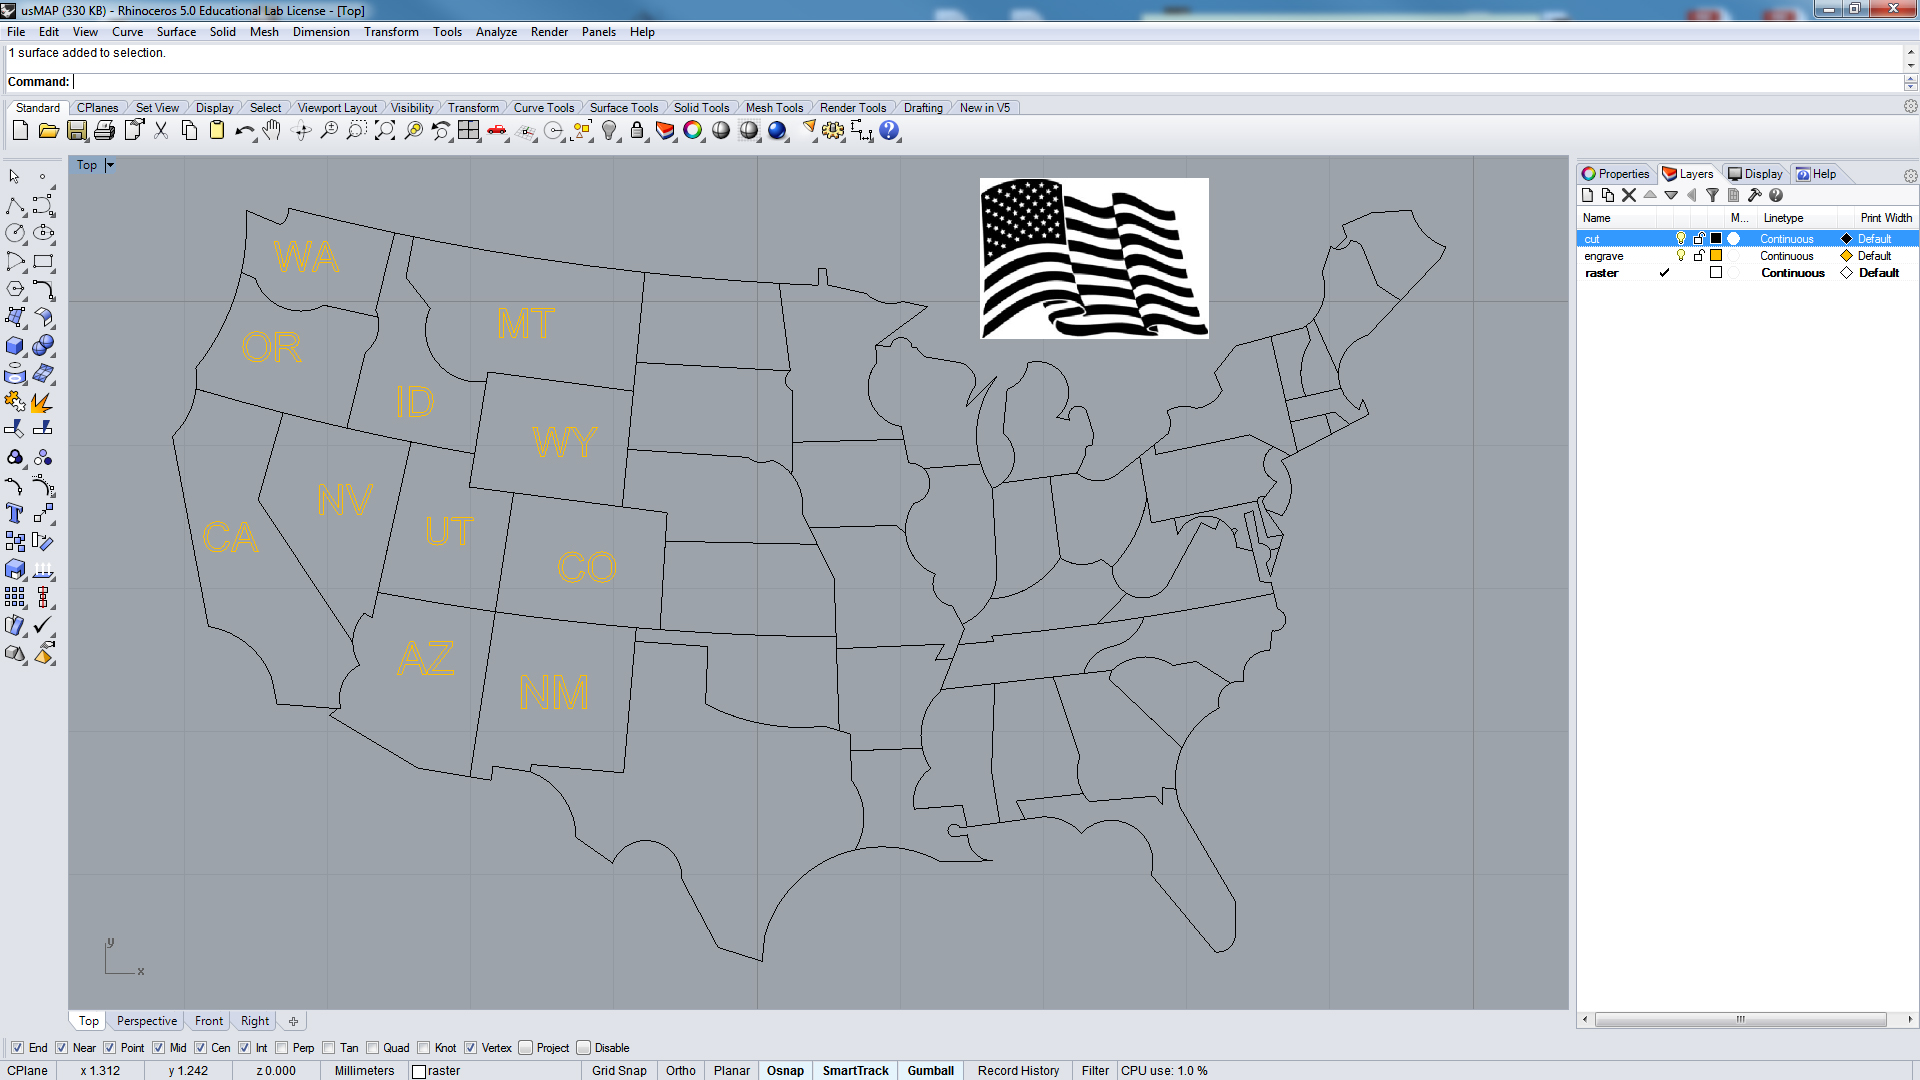 usMAP (330 KB) - Rhinoceros 5.0 Educational Lab License - [Top]
File Edit View Curve Surface Solid Mesh Dimension Transform Tools Analyze Render Panels Help
1 surface added to selection.
Command:
Standard CPlanes Set View Display Select Viewport Layout Visibility Transform Curve Tools Surface Tools Solid Tools Mesh Tools Render Tools Drafting New in V5
Top
Properties Layers Display Help
Name M... Linetype Print Width
cut Continuous Default
engrave Continuous Default
raster Continuous Default
WA
MT
OR
ID
WY
NV
CA
UT
CO
AZ
NM
y
x
Top Perspective Front Right
End Near Point Mid Cen Int Perp Tan Quad Knot Vertex Project Disable
CPlane x 1.312 y 1.242 z 0.000 Millimeters raster Grid Snap Ortho Planar Osnap SmartTrack Gumball Record History Filter CPU use: 1.0 %